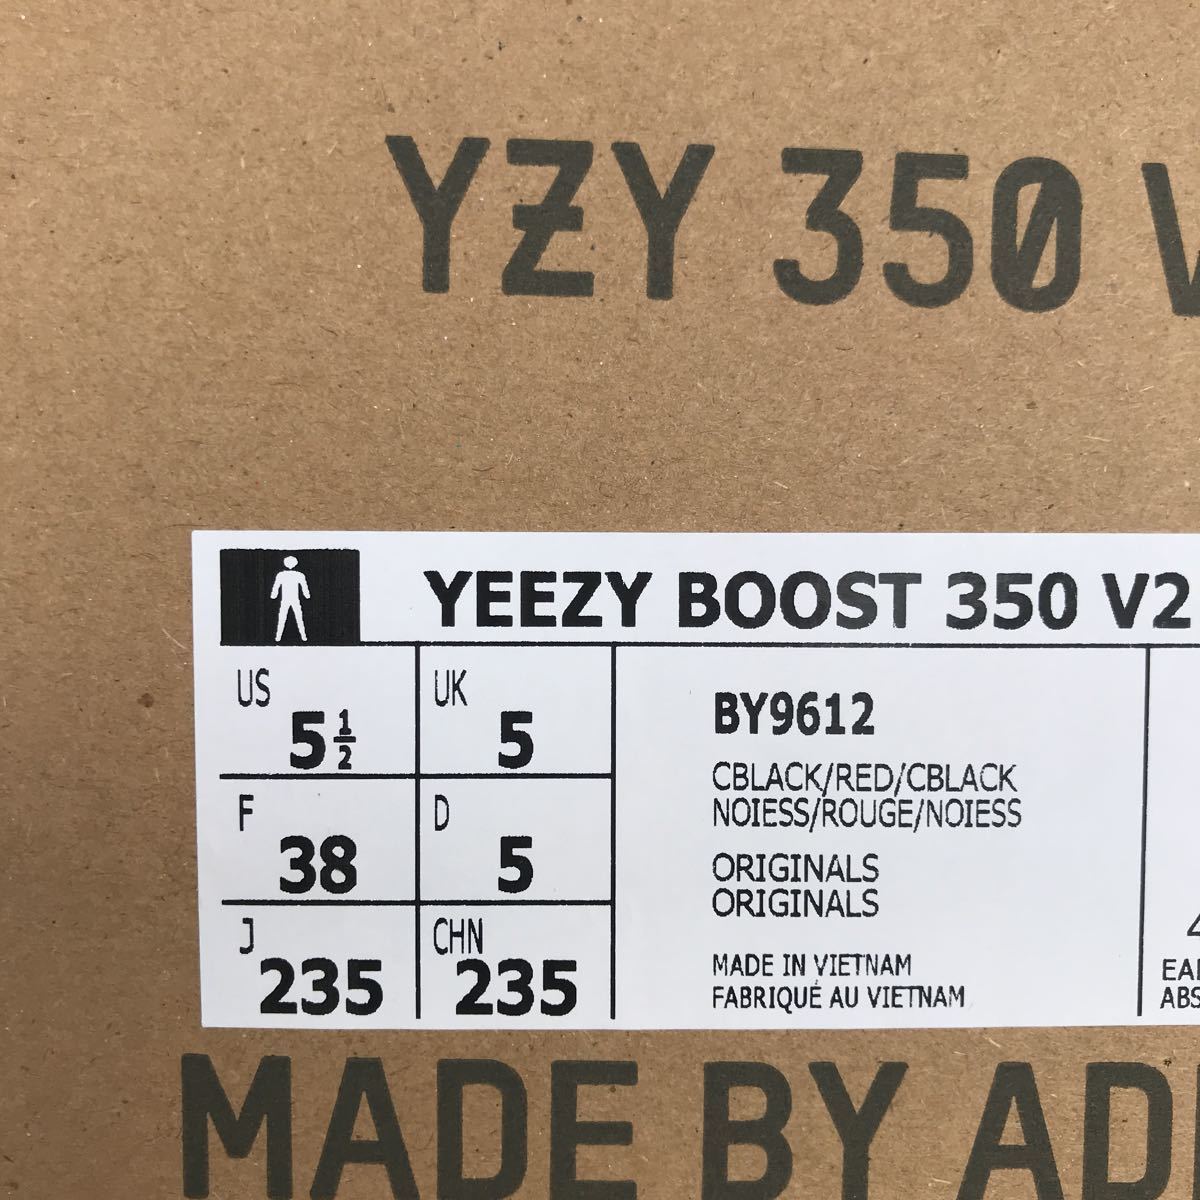 YZY 350 V
YEEZY BOOST 350 V2
US
5 1/2
UK
5
F
38
D
5
J
235
CHN
235
BY9612
CBLACK/RED/CBLACK
NOIESS/ROUGE/NOIESS
ORIGINALS
ORIGINALS
MADE IN VIETNAM
FABRIQUÉ AU VIETNAM
MADE BY AD